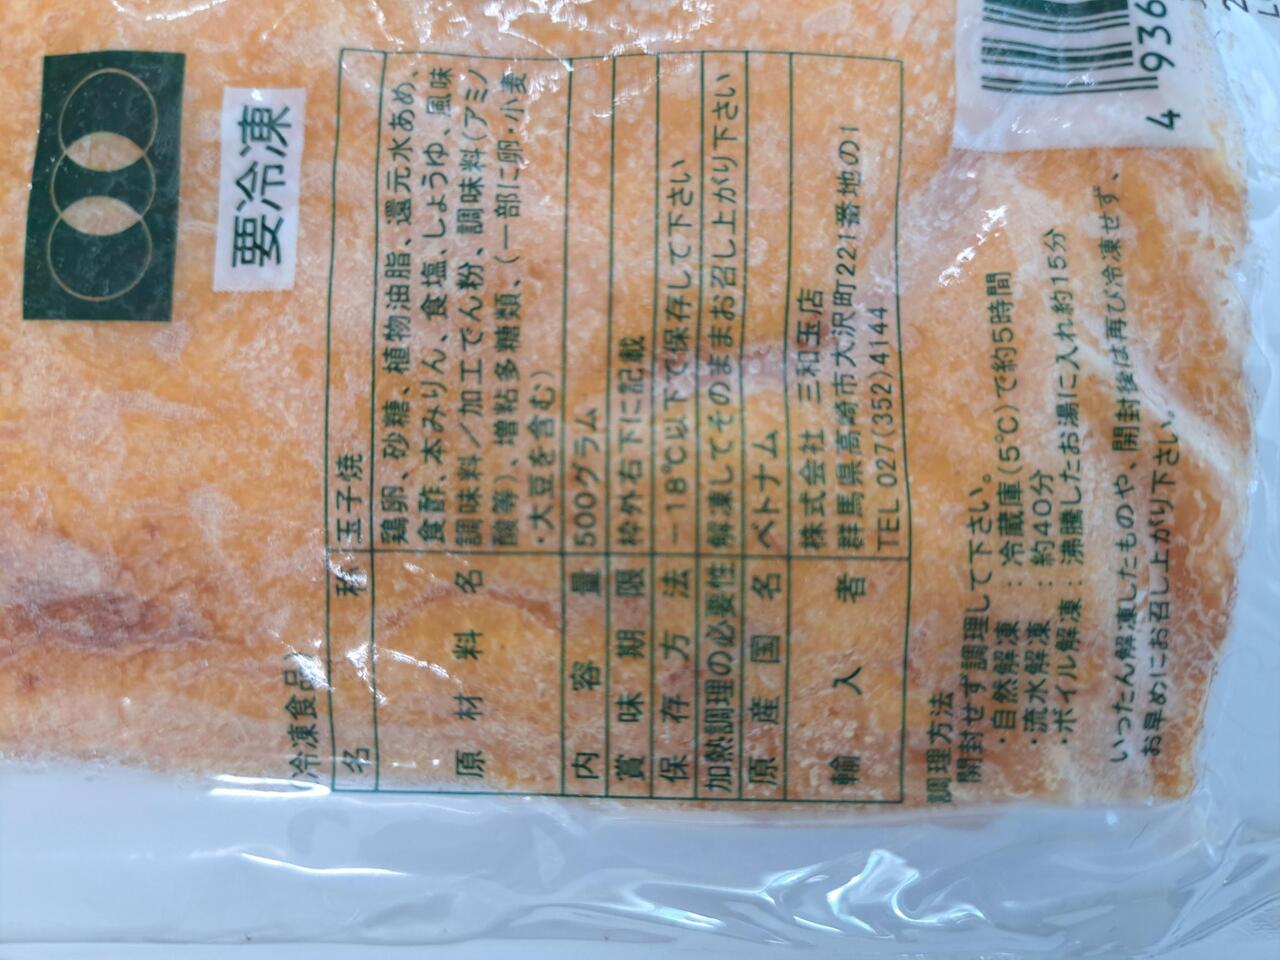 要冷凍
(冷凍食品)
名称 玉子焼
原材料名 鶏卵、砂糖、植物油脂、還元水あめ、
食酢、本みりん、食塩、しょうゆ、風味
調味料/加工でん粉、調味料(アミノ
酸等)、増粘多糖類、(一部に卵・小麦
・大豆を含む)
内容量 500グラム
賞味期限 枠外右下に記載
保存方法 −18℃以下で保存して下さい
加熱調理の必要性 解凍してそのままお召し上がり下さい
原産国名 ベトナム
輸入者 株式会社 三和玉店
群馬県高崎市大沢町221番地の1
TEL 027(352)4144
調理方法
開封せず調理して下さい。
・自然解凍 : 冷蔵庫(5℃)で約5時間
・流水解凍 : 約40分
・ボイル解凍 : 沸騰したお湯に入れ約15分
いったん解凍したものや、開封後は再び冷凍せず、
お早めにお召し上がり下さい。
4 936